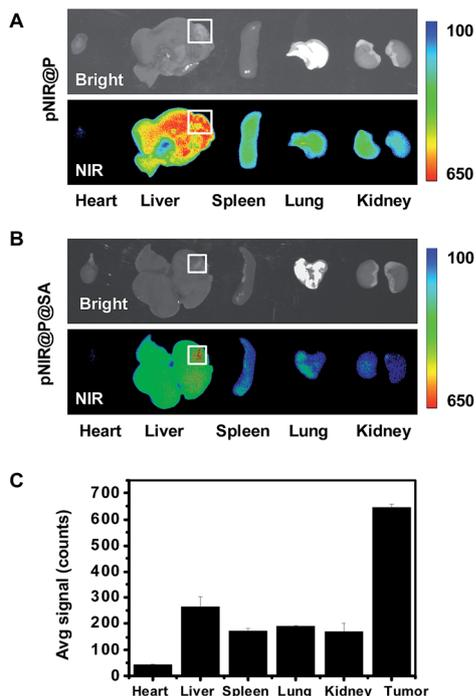 A
pNIR@P
Bright
100
NIR
650
Heart Liver Spleen Lung Kidney
B
pNIR@P@SA
Bright
100
NIR
650
Heart Liver Spleen Lung Kidney
C
Avg signal (counts)
700
600
500
400
300
200
100
0
Heart Liver Spleen Lung Kidney Tumor